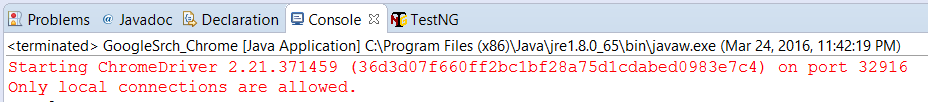 Problems @ Javadoc Declaration Console TestNG
<terminated> GoogleSrch_Chrome [Java Application] C:\Program Files (x86)\Java\jre1.8.0_65\bin\javaw.exe (Mar 24, 2016, 11:42:19 PM)
Starting ChromeDriver 2.21.371459 (36d3d07f660ff2bc1bf28a75d1cdabed0983e7c4) on port 32916
Only local connections are allowed.